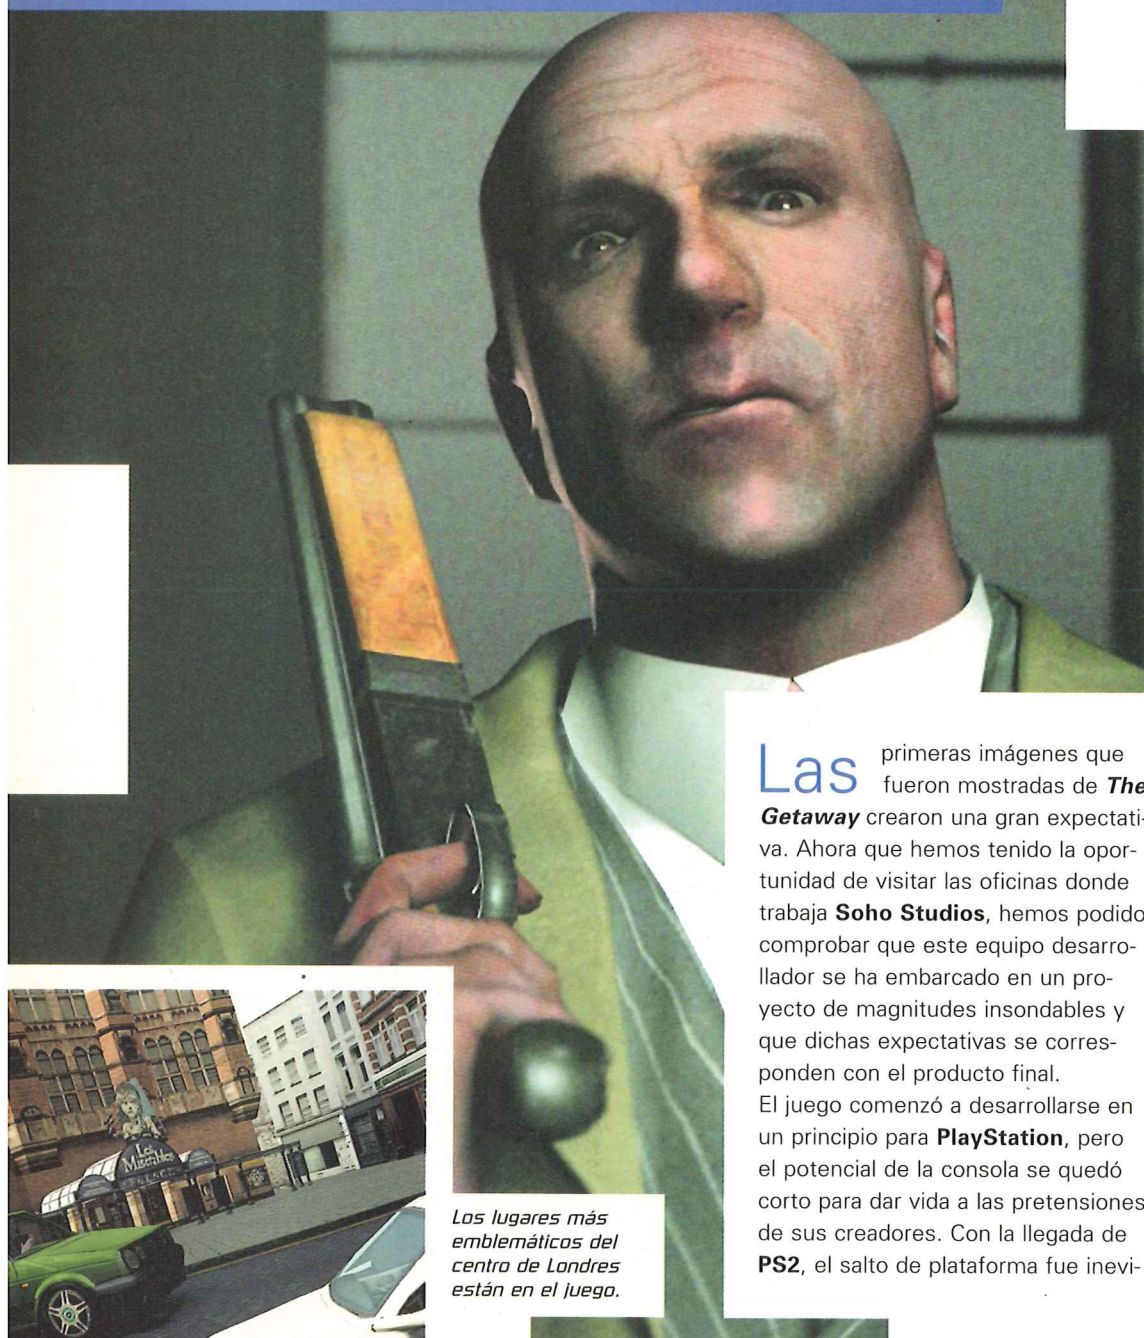 Las primeras imágenes que
fueron mostradas de The
Getaway crearon una gran expectati-
va. Ahora que hemos tenido la opor-
tunidad de visitar las oficinas donde
trabaja Soho Studios, hemos podido
comprobar que este equipo desarro-
llador se ha embarcado en un pro-
yecto de magnitudes insondables y
que dichas expectativas se corres-
ponden con el producto final.
El juego comenzó a desarrollarse en
un principio para PlayStation, pero
el potencial de la consola se quedó
corto para dar vida a las pretensiones
de sus creadores. Con la llegada de
PS2, el salto de plataforma fue inevi-
Les
Miserables
PALACE
Los lugares más
emblemáticos del
centro de Londres
están en el juego.